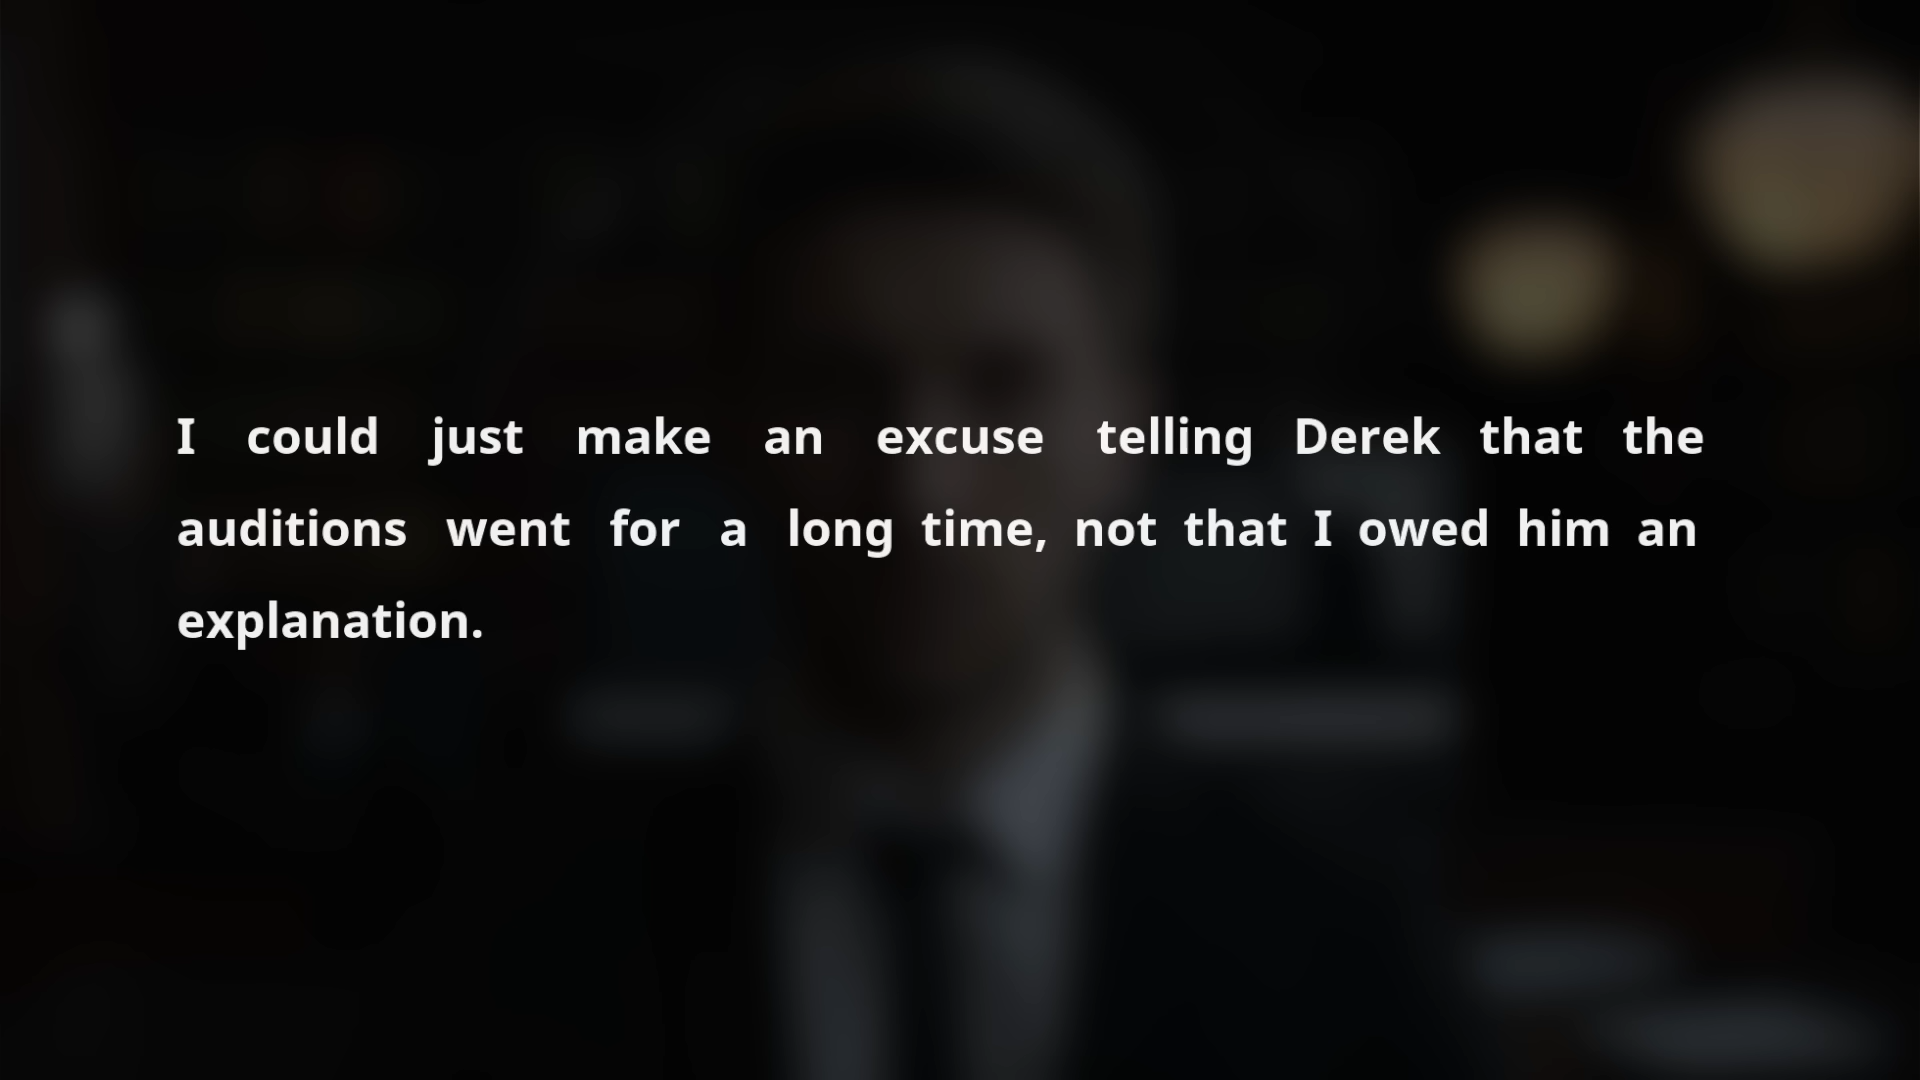 I could just make an excuse telling Derek that the
auditions went for a long time, not that I owed him an
explanation.